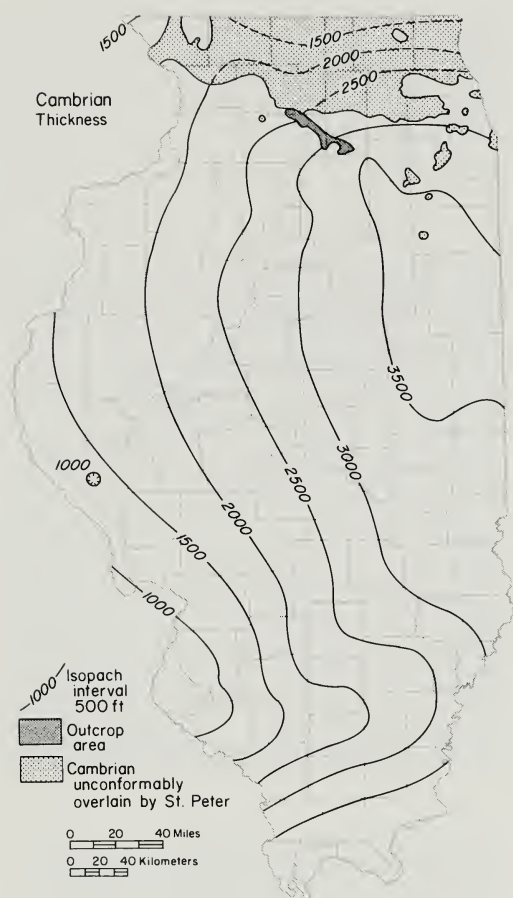 1500
1500
2000
2500
Cambrian
Thickness
3500
3000
1000
2500
2000
1500
1000
—1000— Isopach
interval
500 ft
Outcrop
area
Cambrian
unconformably
overlain by St. Peter
0 20 40 Miles
0 20 40 Kilometers